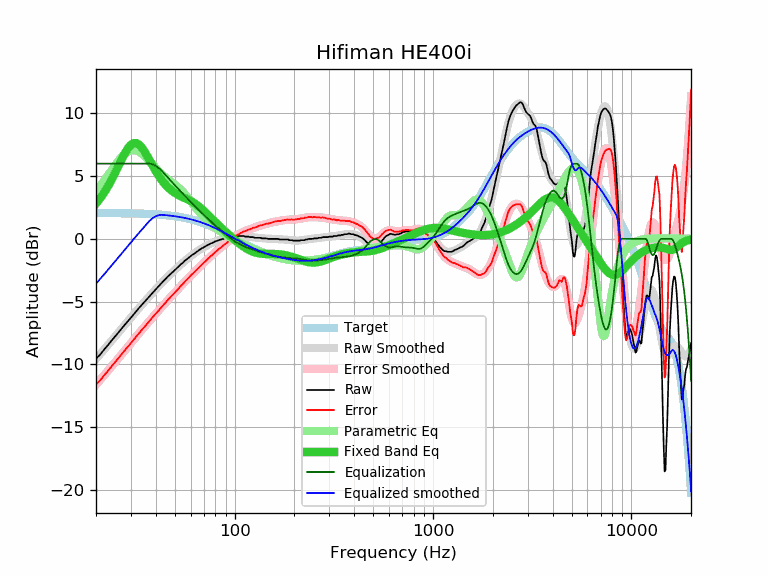 Hifiman HE400i
Amplitude (dBr)
10
5
0
−5
−10
−15
−20
Target
Raw Smoothed
Error Smoothed
Raw
Error
Parametric Eq
Fixed Band Eq
Equalization
Equalized smoothed
100
1000
10000
Frequency (Hz)